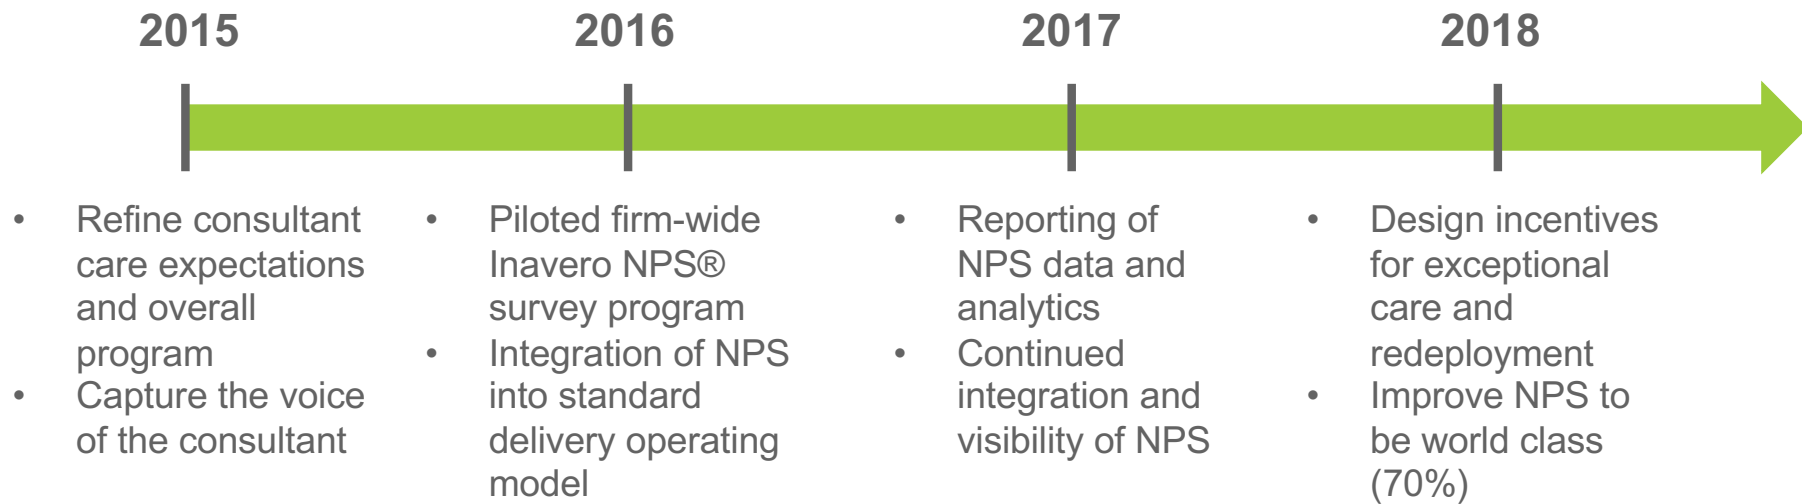 2015
2016
2017
2018
• Refine consultant
care expectations
and overall
program
• Capture the voice
of the consultant
• Piloted firm-wide
Inavero NPS®
survey program
• Integration of NPS
into standard
delivery operating
model
• Reporting of
NPS data and
analytics
• Continued
integration and
visibility of NPS
• Design incentives
for exceptional
care and
redeployment
• Improve NPS to
be world class
(70%)